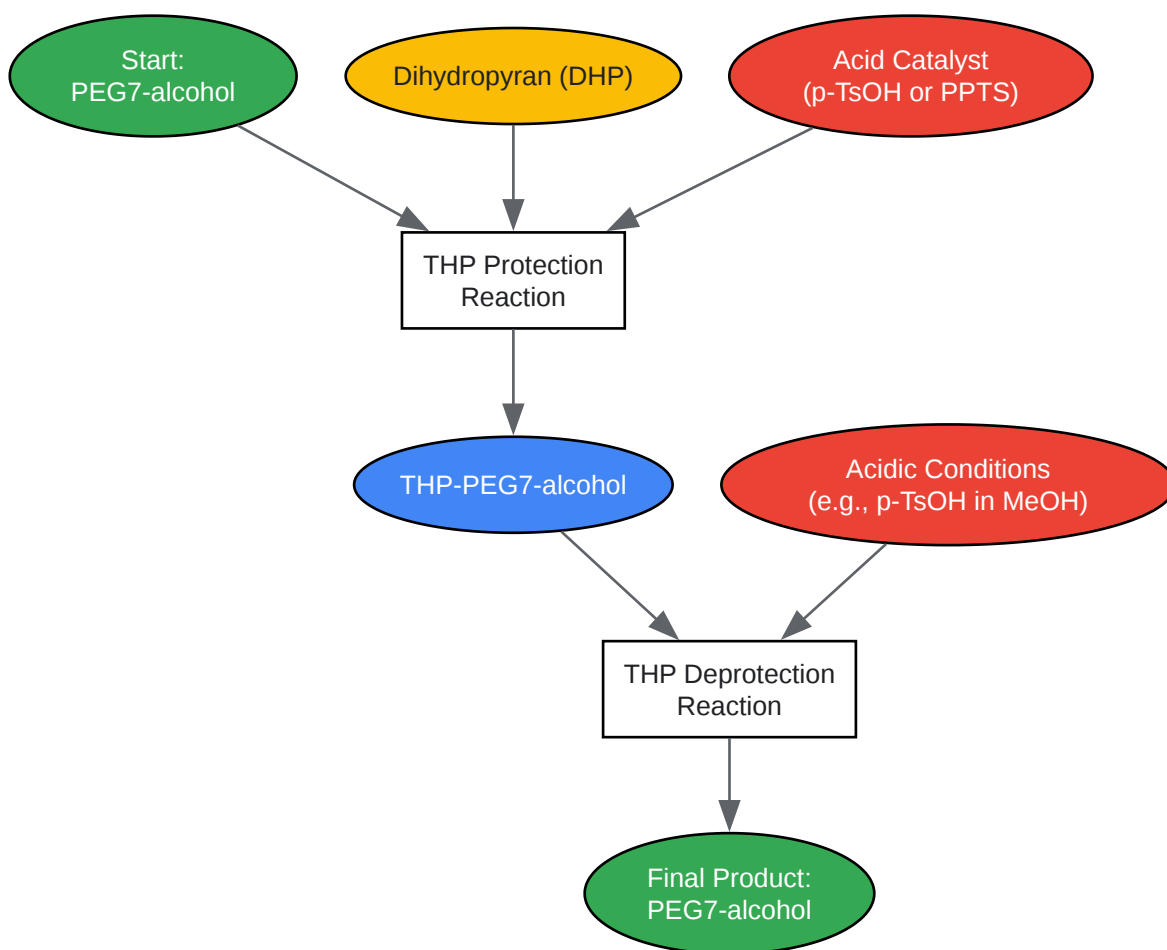 Start:
PEG7-alcohol
Dihydropyran (DHP)
Acid Catalyst
(p-TsOH or PPTS)
THP Protection
Reaction
THP-PEG7-alcohol
Acidic Conditions
(e.g., p-TsOH in MeOH)
THP Deprotection
Reaction
Final Product:
PEG7-alcohol